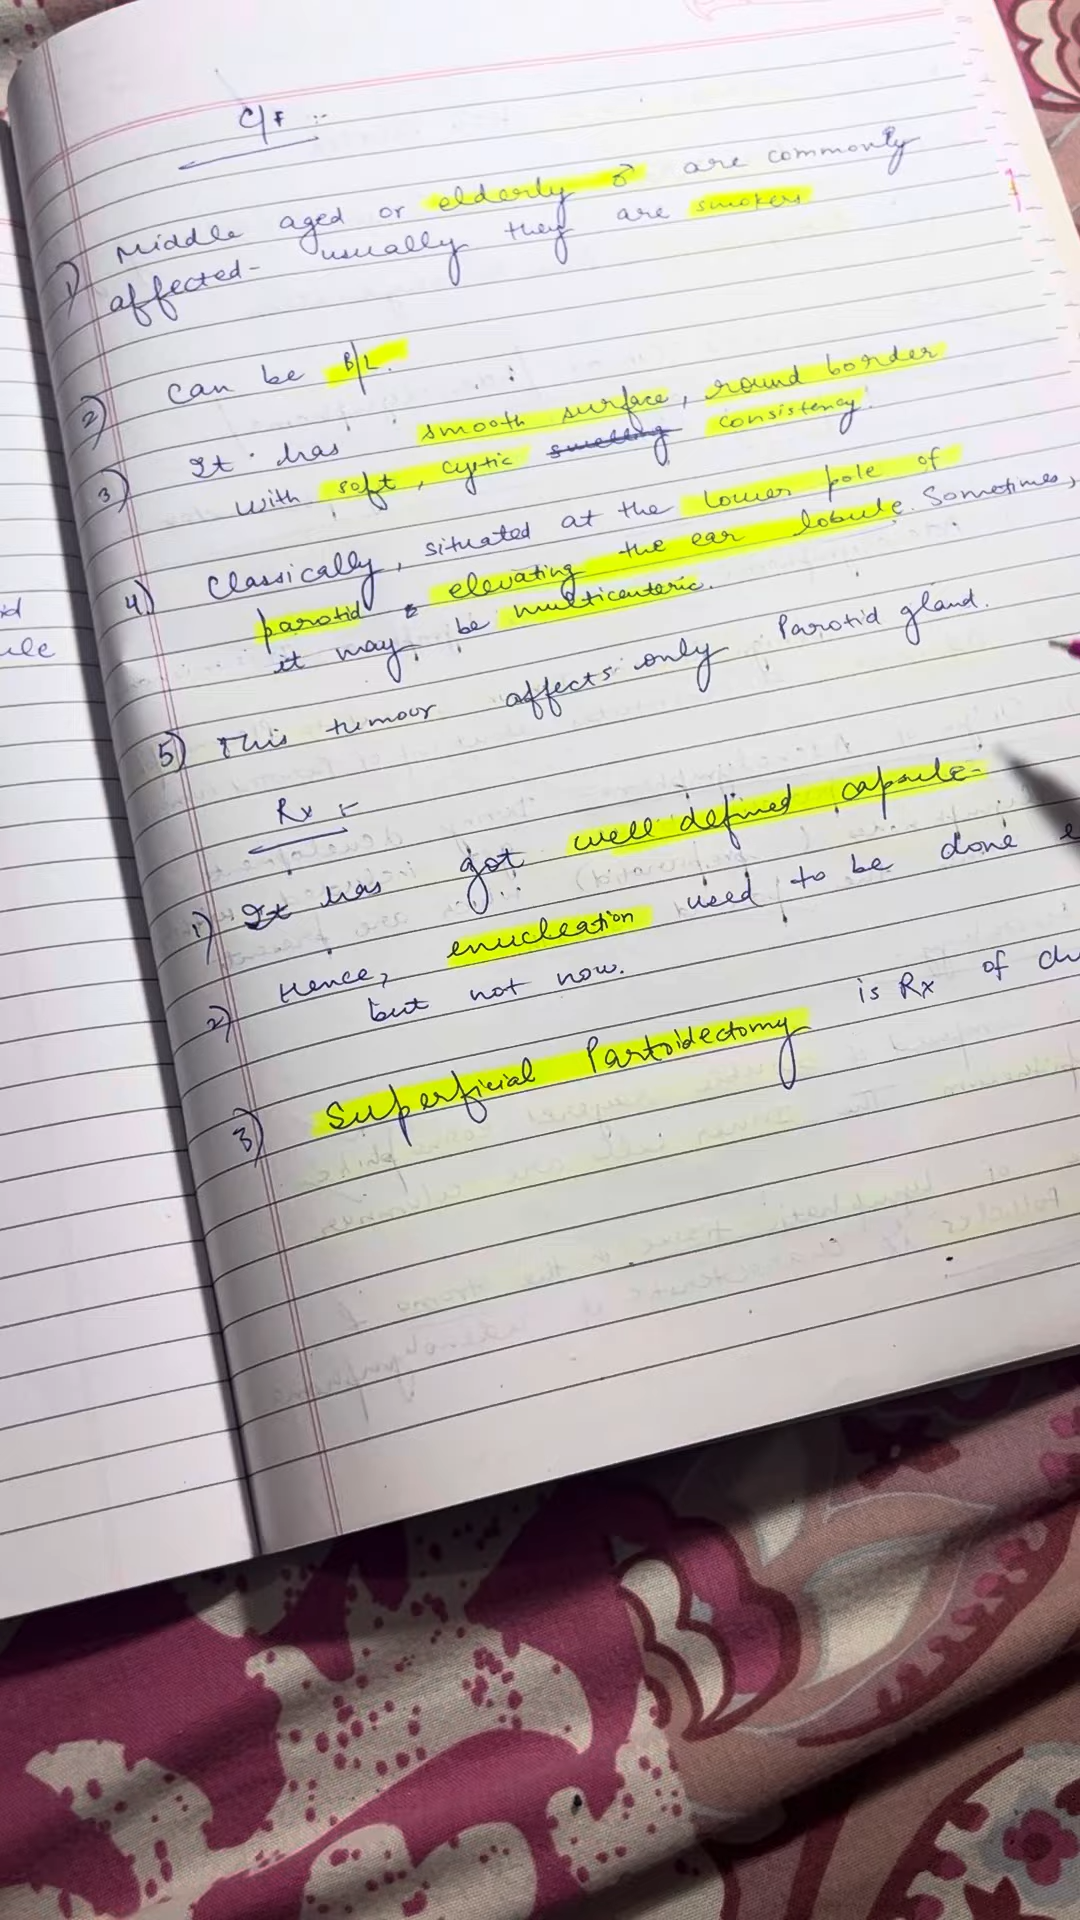 C/F :-
1) Middle aged or elderly ♂ are commonly
affected- usually they are smokers
2) Can be B/L.
3) It has smooth surface, round border
with soft, cystic swelling consistency.
4) Classically, situated at the lower pole of
parotid & elevating the ear lobule. Sometimes,
it may be multicenteric.
5) This tumour affects only Parotid gland.
Rx :-
1) It has got well defined capsule-
2) Hence, enucleation used to be done
but not now.
3) Superficial Partoidectomy is Rx of